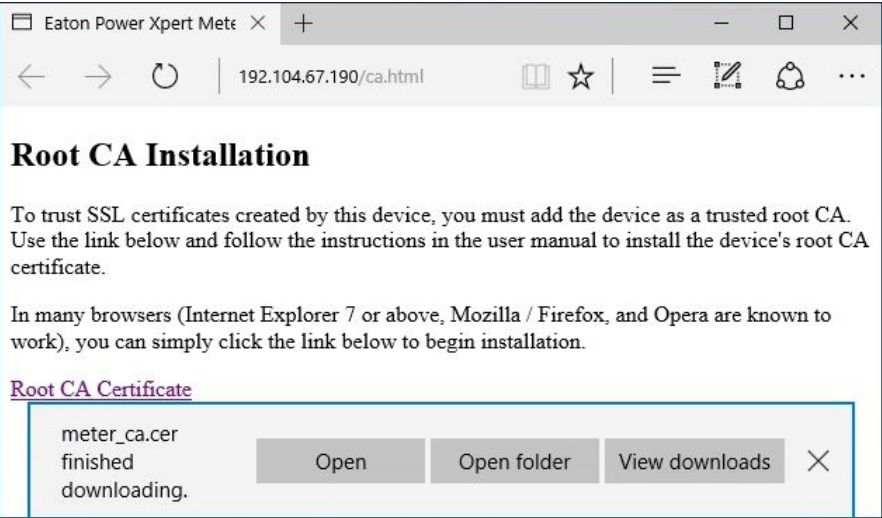 Eaton Power Xpert Mete
192.104.67.190/ca.html
Root CA Installation
To trust SSL certificates created by this device, you must add the device as a trusted root CA.
Use the link below and follow the instructions in the user manual to install the device's root CA
certificate.
In many browsers (Internet Explorer 7 or above, Mozilla / Firefox, and Opera are known to
work), you can simply click the link below to begin installation.
Root CA Certificate
meter_ca.cer
finished
downloading.
Open
Open folder
View downloads